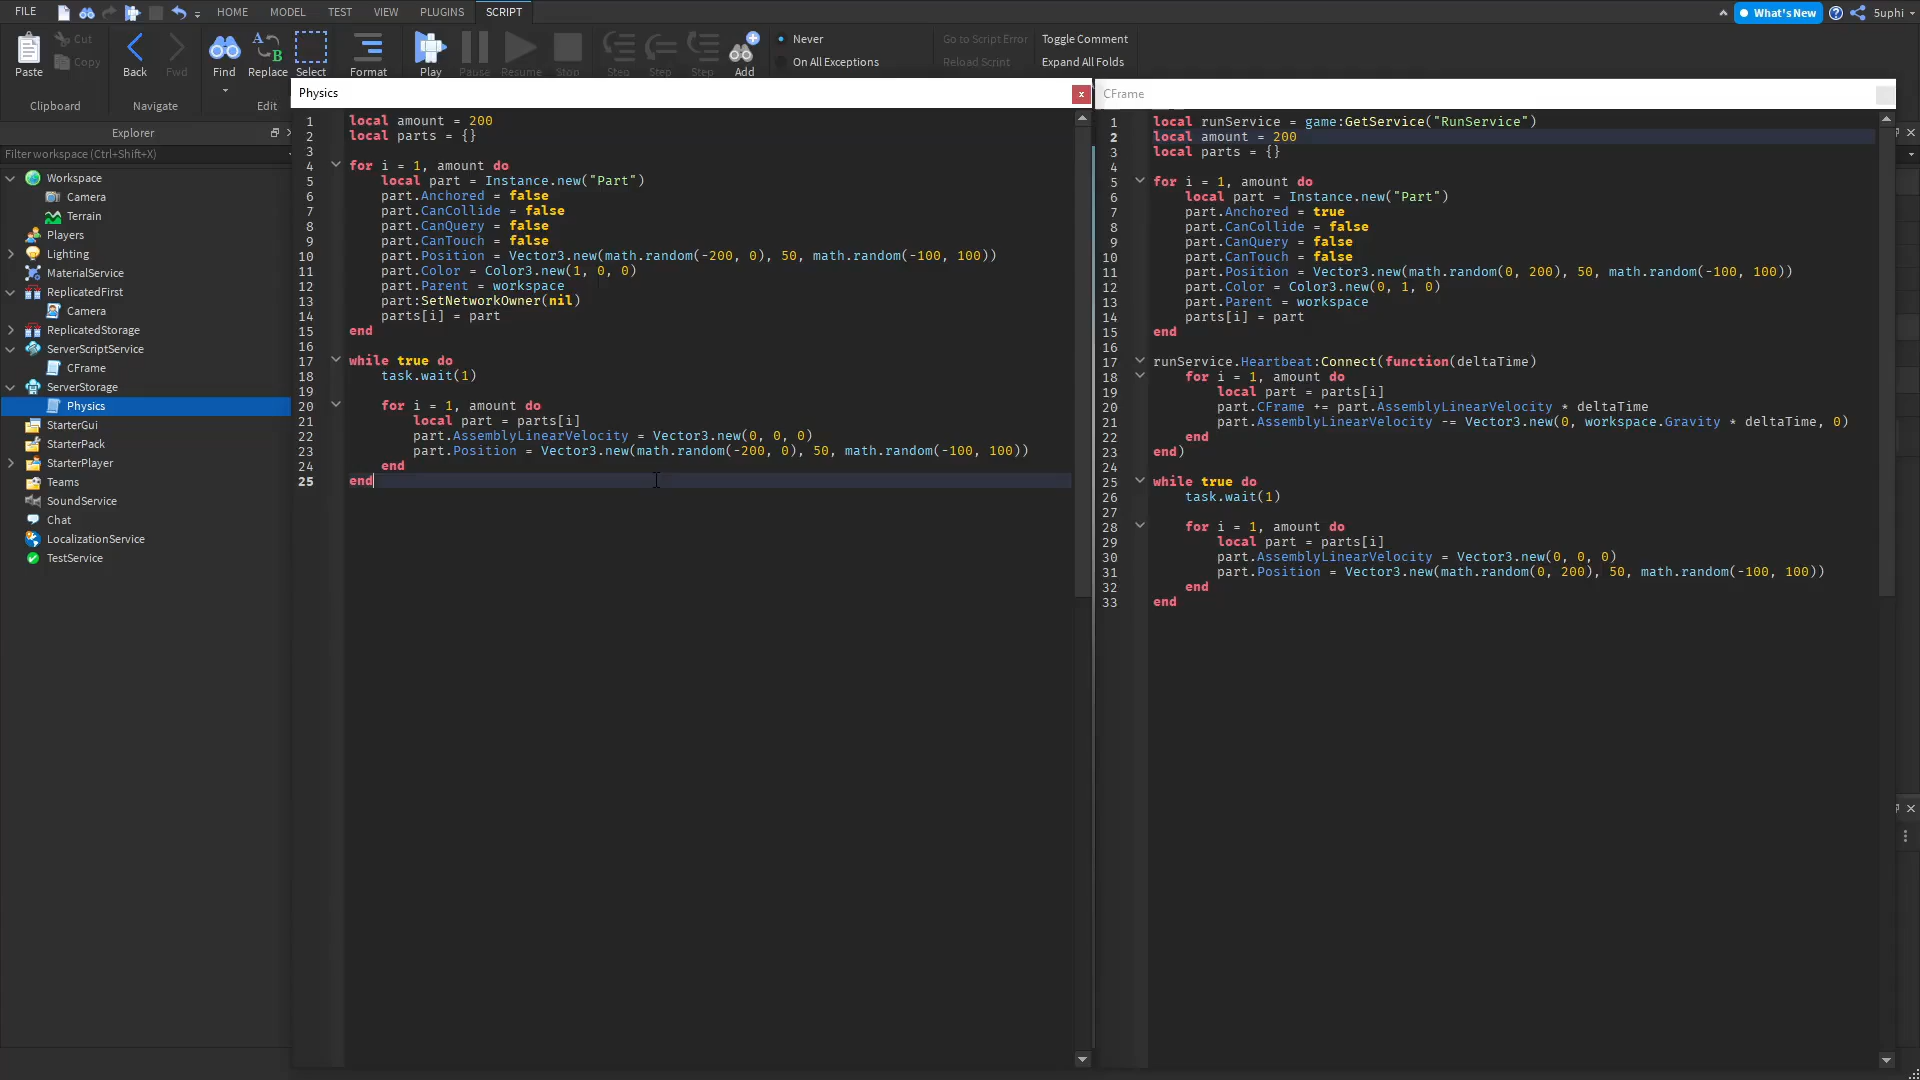 FILE
HOME
MODEL
TEST
VIEW
PLUGINS
SCRIPT
What's New
5uphi
Paste
Cut
Copy
Back
Fwd
Find
Replace
Select
Format
Play
Pause
Resume
Stop
Step
Step
Step
Add
Never
On All Exceptions
Go to Script Error
Reload Script
Toggle Comment
Expand All Folds
Clipboard
Navigate
Edit
Explorer
Filter workspace (Ctrl+Shift+X)
Workspace
Camera
Terrain
Players
Lighting
MaterialService
ReplicatedFirst
Camera
ReplicatedStorage
ServerScriptService
CFrame
ServerStorage
Physics
StarterGui
StarterPack
StarterPlayer
Teams
SoundService
Chat
LocalizationService
TestService
Physics
1 local amount = 200
2 local parts = {}
3
4 for i = 1, amount do
5 local part = Instance.new("Part")
6 part.Anchored = false
7 part.CanCollide = false
8 part.CanQuery = false
9 part.CanTouch = false
10 part.Position = Vector3.new(math.random(-200, 0), 50, math.random(-100, 100))
11 part.Color = Color3.new(1, 0, 0)
12 part.Parent = workspace
13 part:SetNetworkOwner(nil)
14 parts[i] = part
15 end
16
17 while true do
18 task.wait(1)
19
20 for i = 1, amount do
21 local part = parts[i]
22 part.AssemblyLinearVelocity = Vector3.new(0, 0, 0)
23 part.Position = Vector3.new(math.random(-200, 0), 50, math.random(-100, 100))
24 end
25 end
CFrame
1 local runService = game:GetService("RunService")
2 local amount = 200
3 local parts = {}
4
5 for i = 1, amount do
6 local part = Instance.new("Part")
7 part.Anchored = true
8 part.CanCollide = false
9 part.CanQuery = false
10 part.CanTouch = false
11 part.Position = Vector3.new(math.random(0, 200), 50, math.random(-100, 100))
12 part.Color = Color3.new(0, 1, 0)
13 part.Parent = workspace
14 parts[i] = part
15 end
16
17 runService.Heartbeat:Connect(function(deltaTime)
18 for i = 1, amount do
19 local part = parts[i]
20 part.CFrame += part.AssemblyLinearVelocity * deltaTime
21 part.AssemblyLinearVelocity -= Vector3.new(0, workspace.Gravity * deltaTime, 0)
22 end
23 end)
24
25 while true do
26 task.wait(1)
27
28 for i = 1, amount do
29 local part = parts[i]
30 part.AssemblyLinearVelocity = Vector3.new(0, 0, 0)
31 part.Position = Vector3.new(math.random(0, 200), 50, math.random(-100, 100))
32 end
33 end